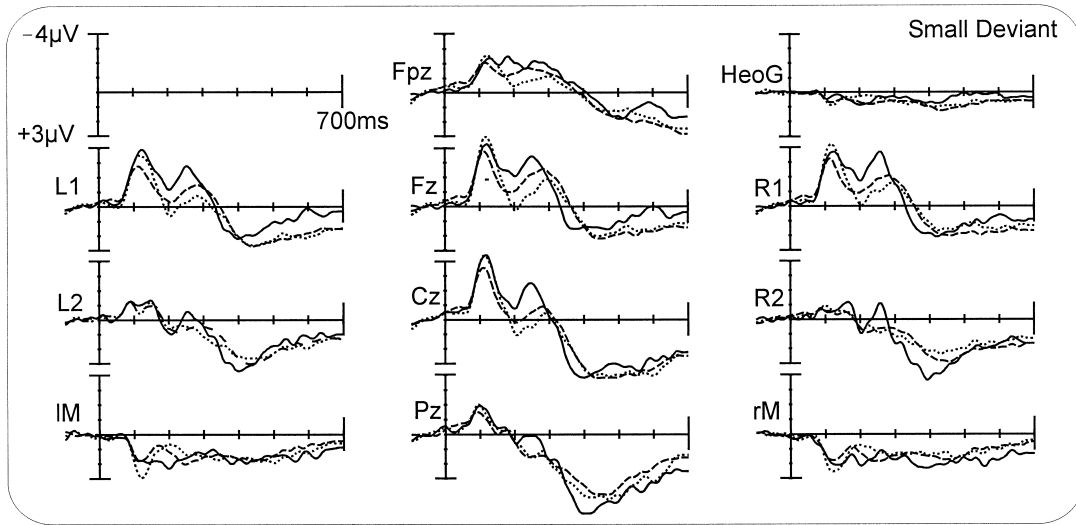 Small Deviant
−4µV
+3µV
700ms
Fpz
HeoG
L1
Fz
R1
L2
Cz
R2
lM
Pz
rM